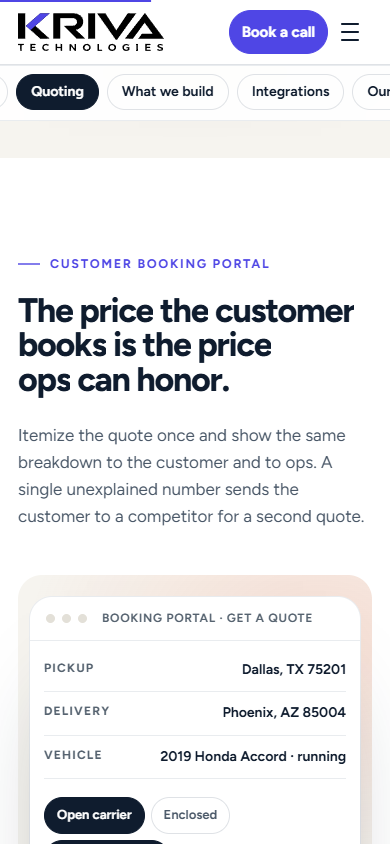 KRIVA
TECHNOLOGIES
Book a call
Quoting
What we build
Integrations
Our
CUSTOMER BOOKING PORTAL
The price the customer
books is the price
ops can honor.
Itemize the quote once and show the same
breakdown to the customer and to ops. A
single unexplained number sends the
customer to a competitor for a second quote.
BOOKING PORTAL · GET A QUOTE
PICKUP
Dallas, TX 75201
DELIVERY
Phoenix, AZ 85004
VEHICLE
2019 Honda Accord · running
Open carrier
Enclosed